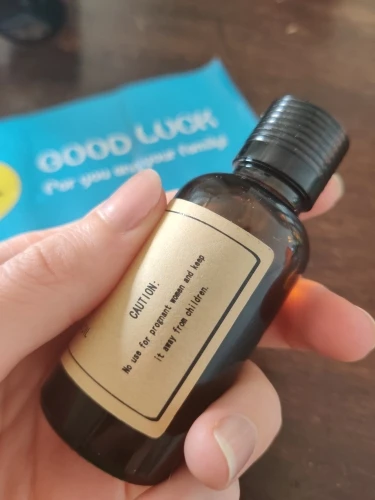 GOOD LUCK
For you and your family!
CAUTION:
No use for pregnant women and keep
it away from children.